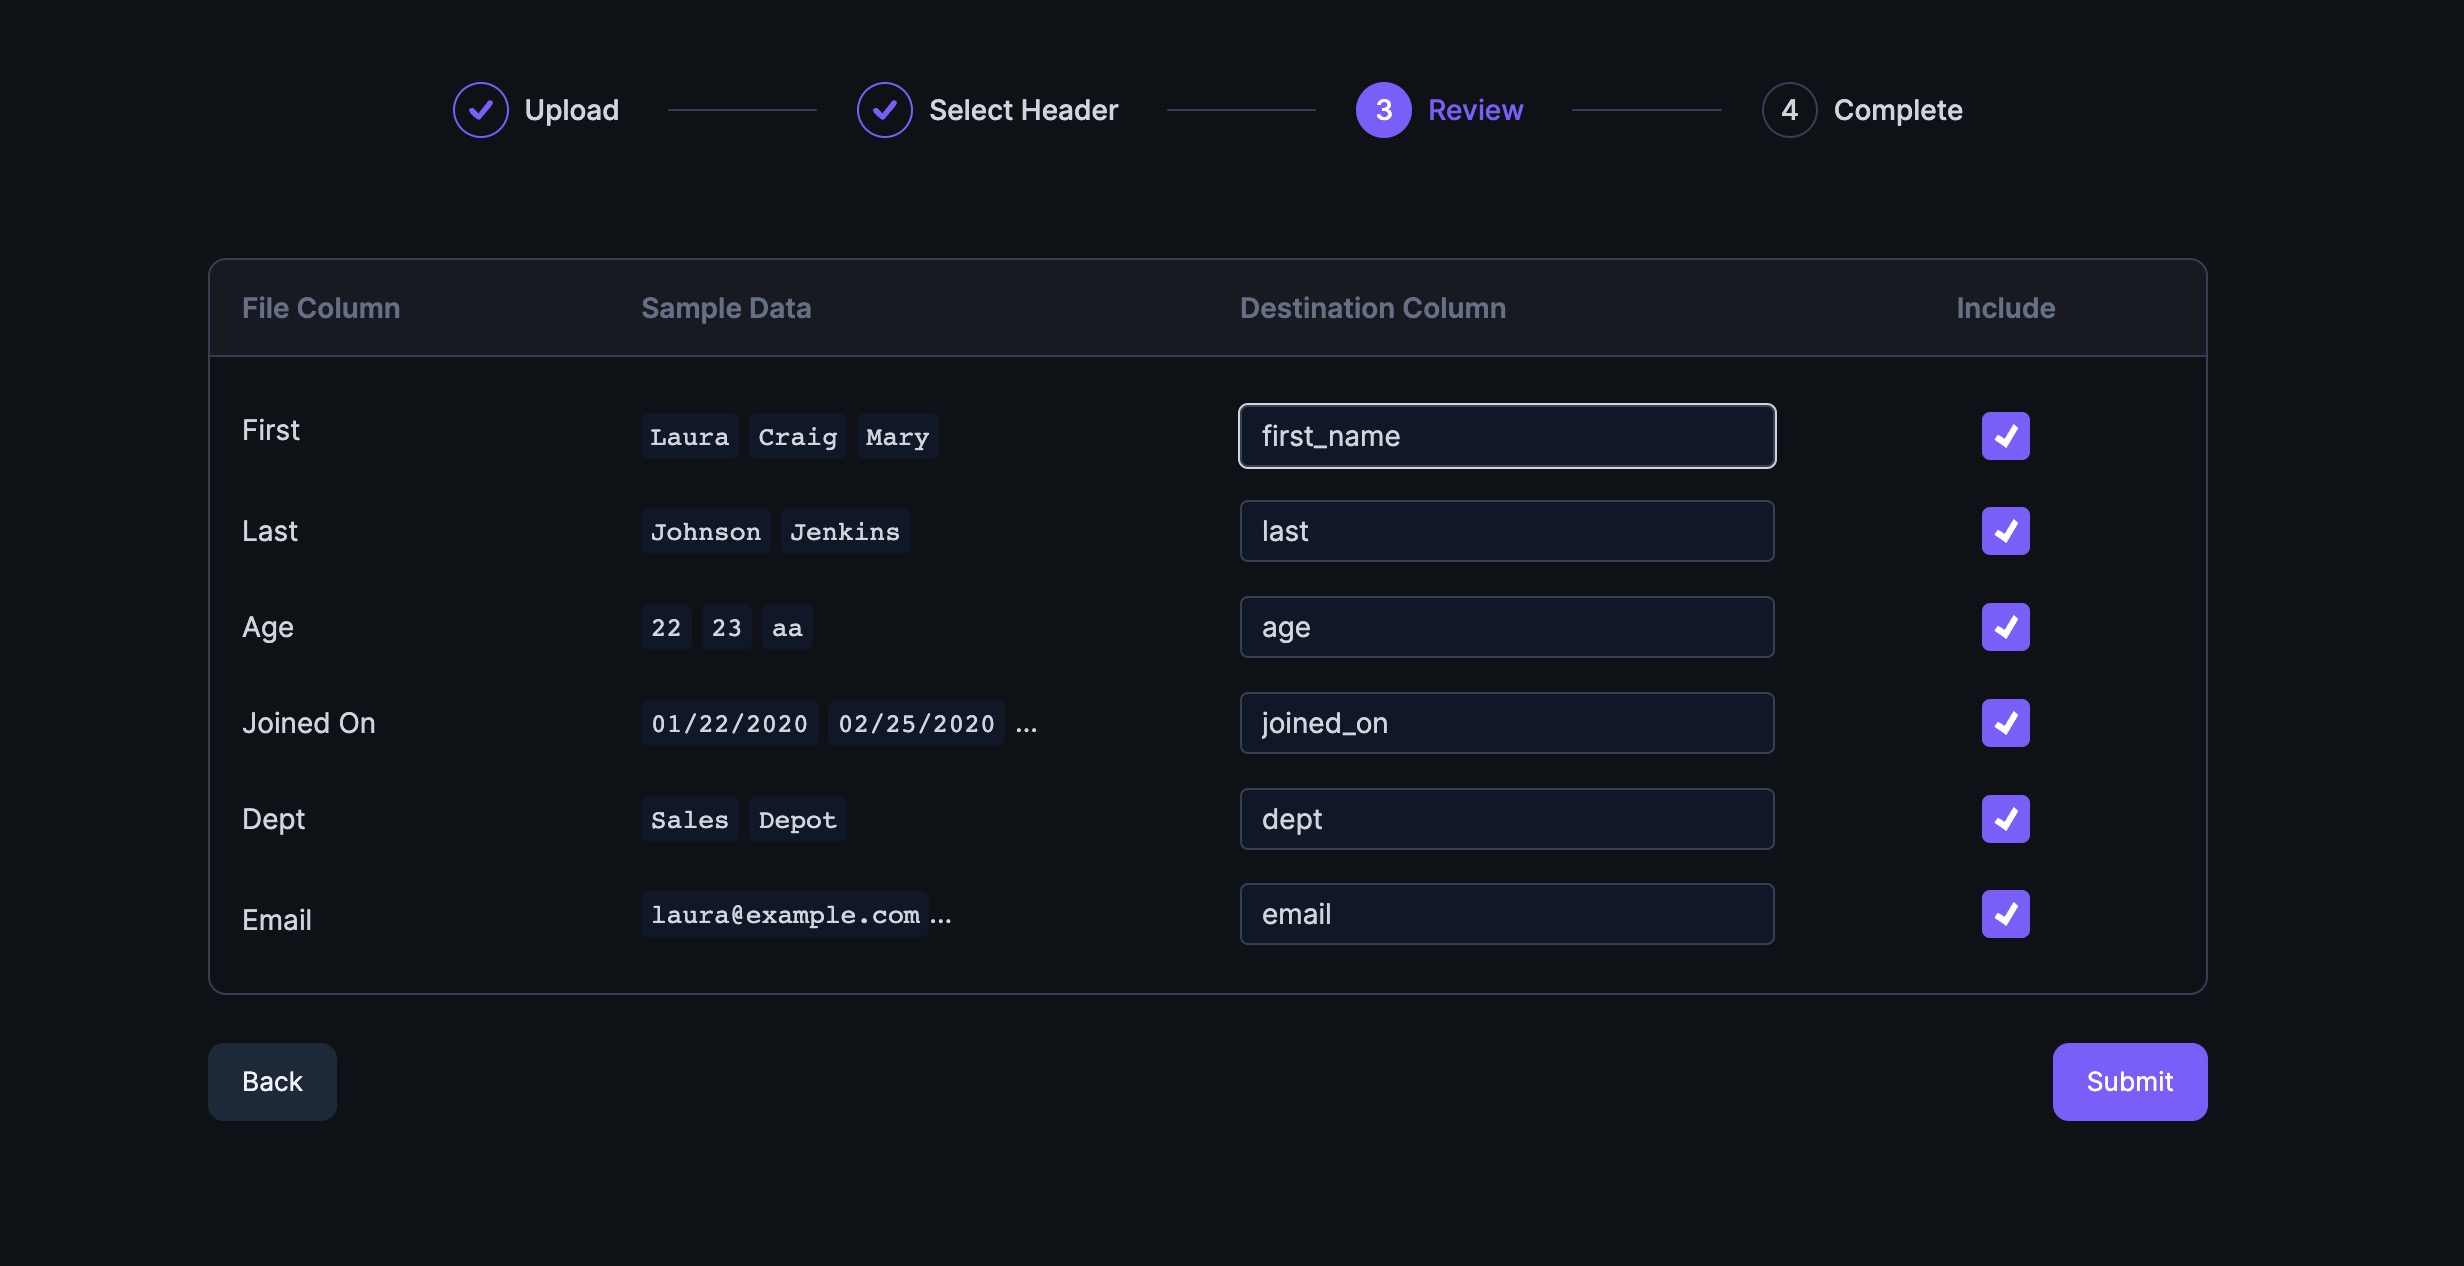 Upload Select Header 3 Review 4 Complete
File Column Sample Data Destination Column Include
First Laura Craig Mary first_name
Last Johnson Jenkins last
Age 22 23 aa age
Joined On 01/22/2020 02/25/2020 ... joined_on
Dept Sales Depot dept
Email laura@example.com... email
Back Submit